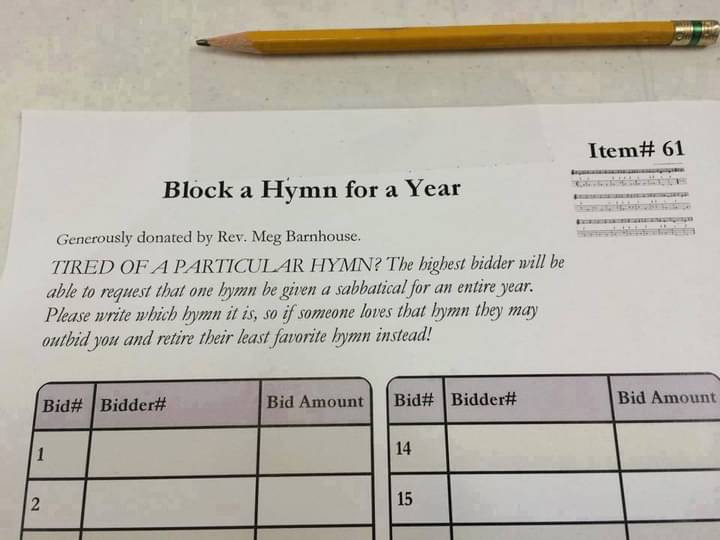 Item# 61
Block a Hymn for a Year
Generously donated by Rev. Meg Barnhouse.
TIRED OF A PARTICULAR HYMN? The highest bidder will be
able to request that one hymn be given a sabbatical for an entire year.
Please write which hymn it is, so if someone loves that hymn they may
outbid you and retire their least favorite hymn instead!
Bid# Bidder# Bid Amount Bid# Bidder# Bid Amount
1 14
2 15